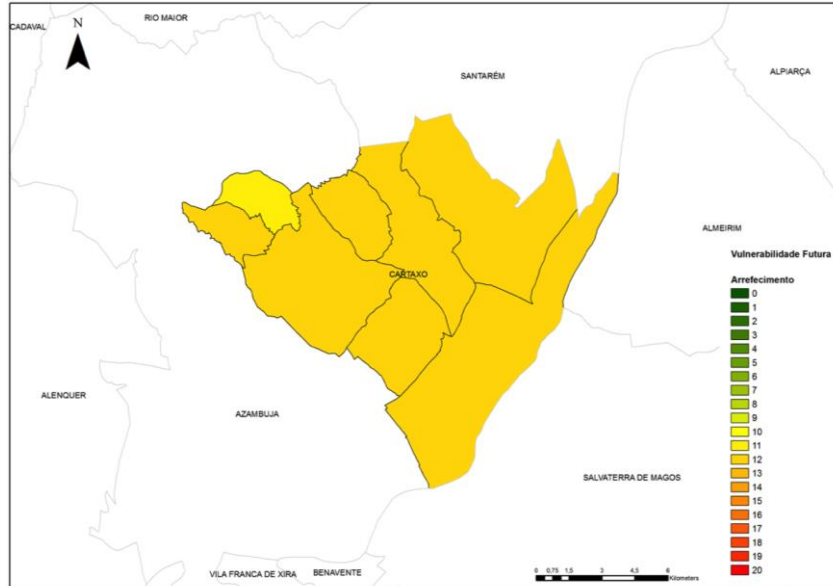 RIO MAIOR
CADAVAL
N
SANTARÉM
ALPIARÇA
ALMEIRIM
Vulnerabilidade Futura
CARTAXO
Arrefecimento
0
1
2
3
4
5
6
7
8
9
10
11
12
13
14
15
16
17
18
19
20
ALENQUER
AZAMBUJA
SALVATERRA DE MAGOS
VILA FRANCA DE XIRA
BENAVENTE
0 0,75 1,5 3 4,5 6
Kilometers